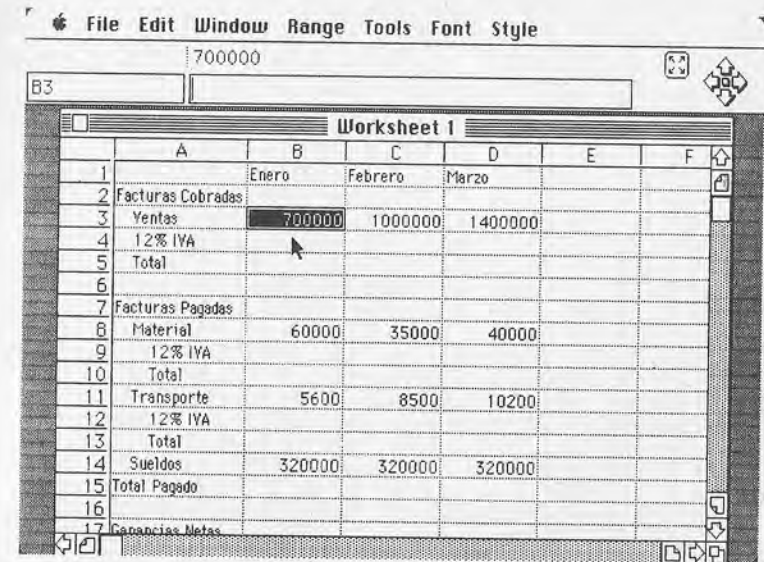 File Edit Window Range Tools Font Style
700000
B3
Worksheet 1
A B C D E F
1 Enero Febrero Marzo
2 Facturas Cobradas
3 Ventas 700000 1000000 1400000
4 12% IVA
5 Total
6
7 Facturas Pagadas
8 Material 60000 35000 40000
9 12% IVA
10 Total
11 Transporte 5600 8500 10200
12 12% IVA
13 Total
14 Sueldos 320000 320000 320000
15 Total Pagado
16
17 Ganancias Netas